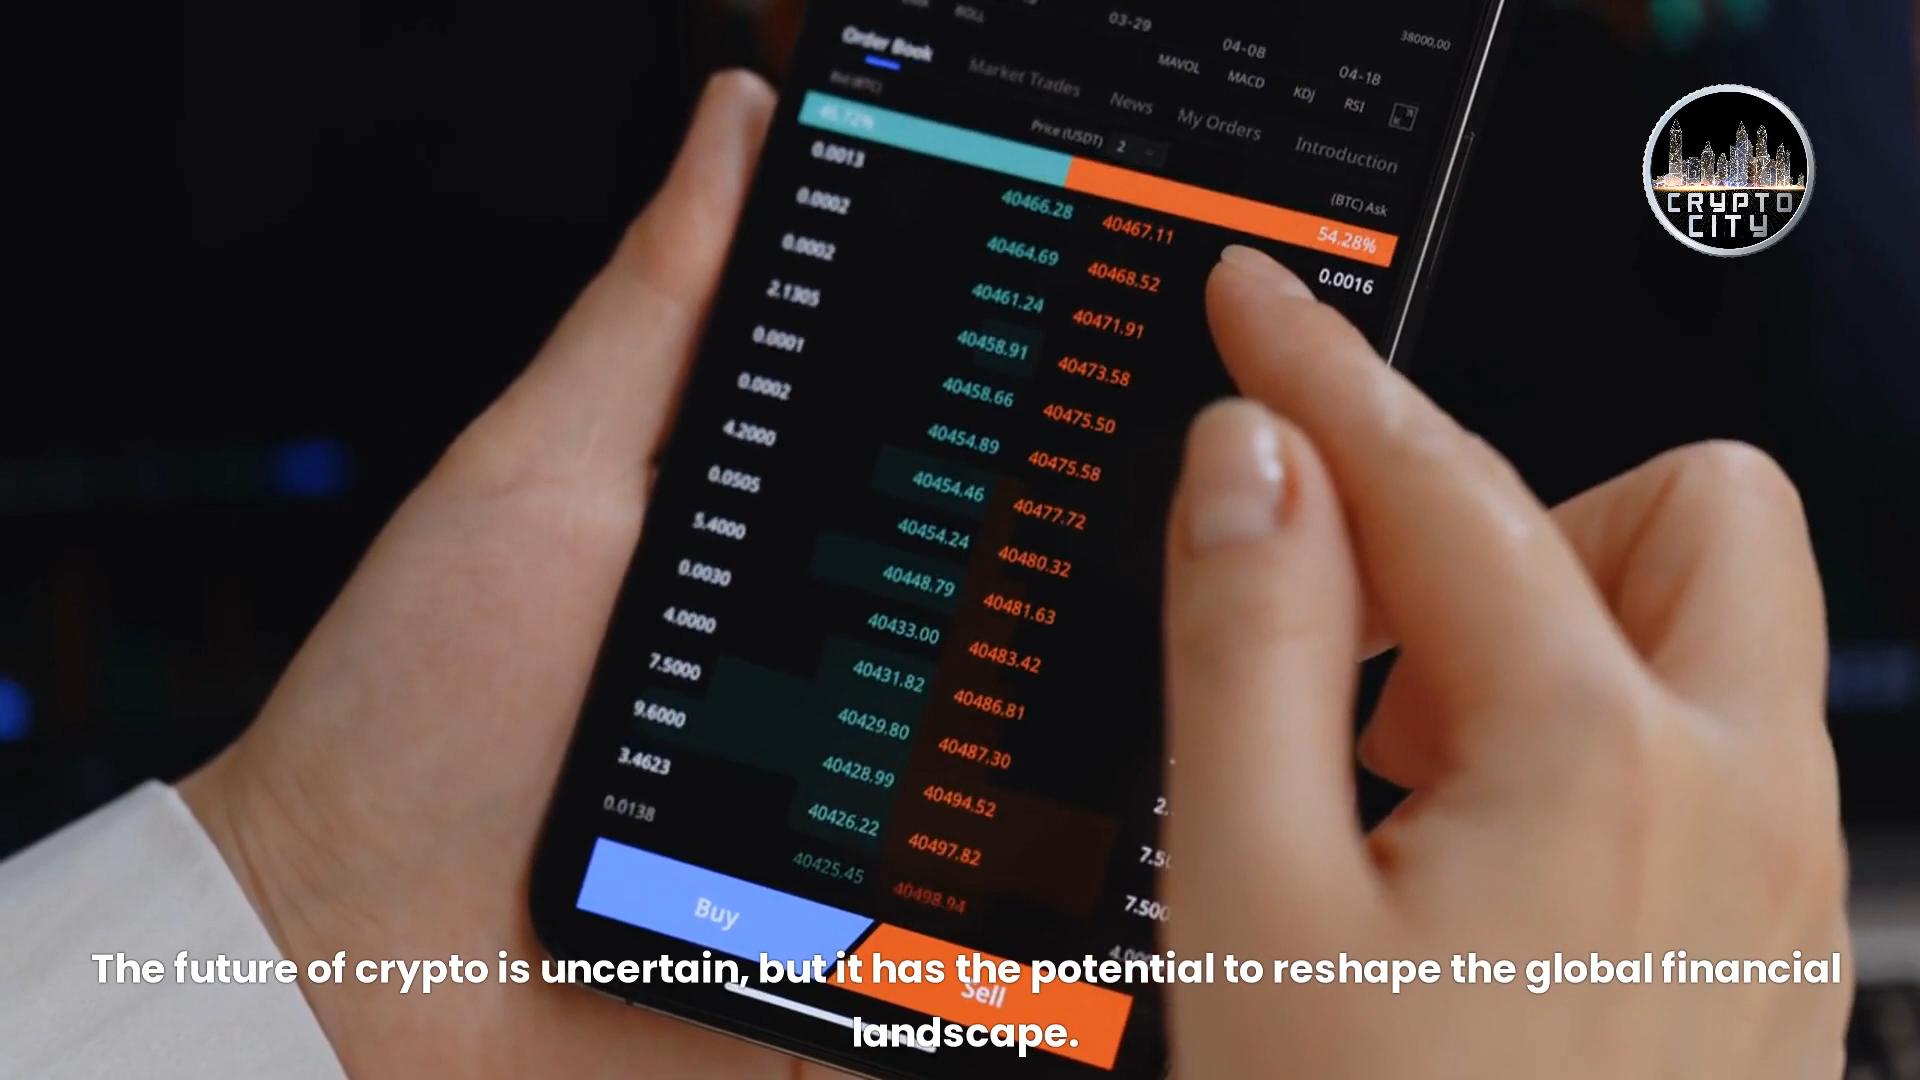 BOLL
03-29
04-08
04-18
38000.00
MAVOL MACD KDJ RSI
Order Book Market Trades News My Orders Introduction
Price (USDT) 2
(BTC) Ask
45.72% 54.28%
0.0013 40466.28 40467.11 0.0016
0.0002 40464.69 40468.52
0.0002 40461.24 40471.91
2.1305 40458.91 40473.58
0.0001 40458.66 40475.50
0.0002 40454.89 40475.58
4.2000 40454.46 40477.72
0.0505 40454.24 40480.32
5.4000 40448.79 40481.63
0.0030 40433.00 40483.42
4.0000 40431.82 40486.81
7.5000 40429.80 40487.30
9.6000 40428.99 40494.52
3.4623 40426.22 40497.82
0.0138 40425.45 40498.94
Buy
Sell
CRYPTO
CITY
The future of crypto is uncertain, but it has the potential to reshape the global financial
landscape.